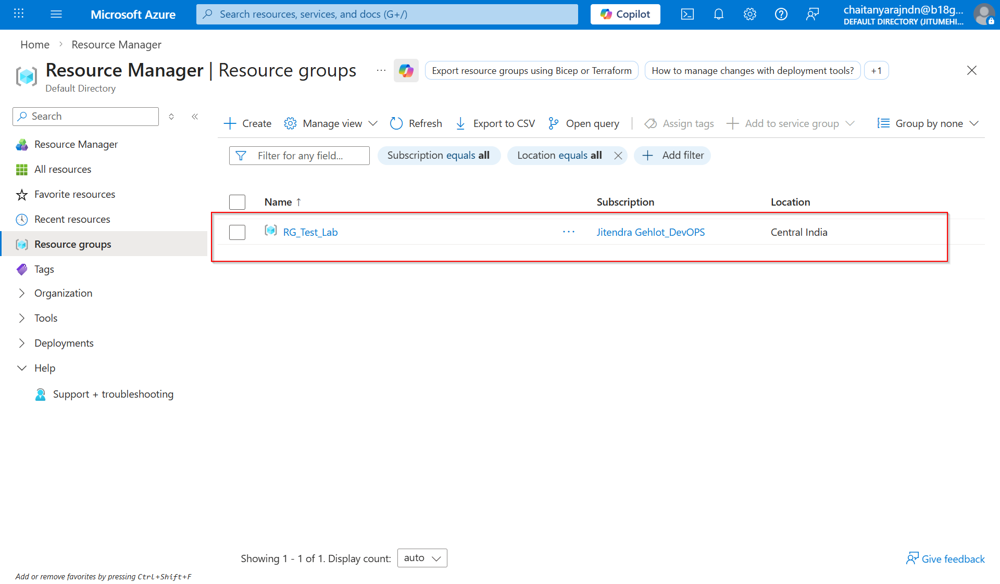 Microsoft Azure
Search resources, services, and docs (G+/)
Copilot
chaitanyarajndn@b18g...
DEFAULT DIRECTORY (JITUMEHI...
Home > Resource Manager
Resource Manager | Resource groups
...
Export resource groups using Bicep or Terraform
How to manage changes with deployment tools?
+1
Default Directory
Search
Create
Manage view
Refresh
Export to CSV
Open query
Assign tags
Add to service group
Group by none
Resource Manager
All resources
Favorite resources
Recent resources
Resource groups
Tags
Organization
Tools
Deployments
Help
Support + troubleshooting
Filter for any field...
Subscription equals all
Location equals all
Add filter
Name ↑ Subscription Location
RG_Test_Lab ... Jitendra Gehlot_DevOPS Central India
Showing 1 - 1 of 1. Display count: auto
Give feedback
Add or remove favorites by pressing Ctrl+Shift+F